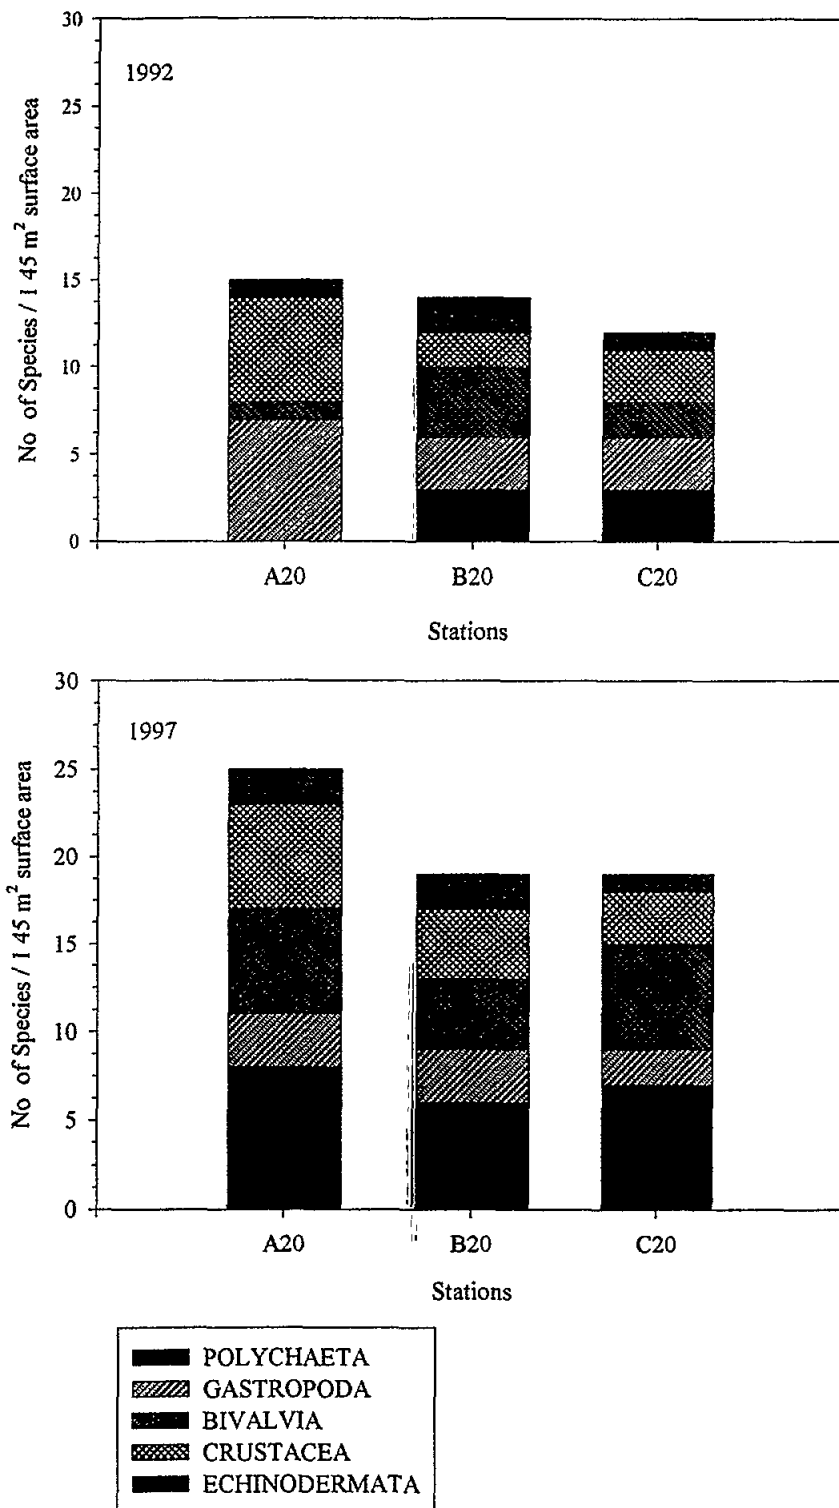 30
1992
25
20
15
10
5
0
No of Species / 1 45 m² surface area
A20 B20 C20
Stations
30
1997
25
20
15
10
5
0
No of Species / 1 45 m² surface area
A20 B20 C20
Stations
POLYCHAETA
GASTROPODA
BIVALVIA
CRUSTACEA
ECHINODERMATA